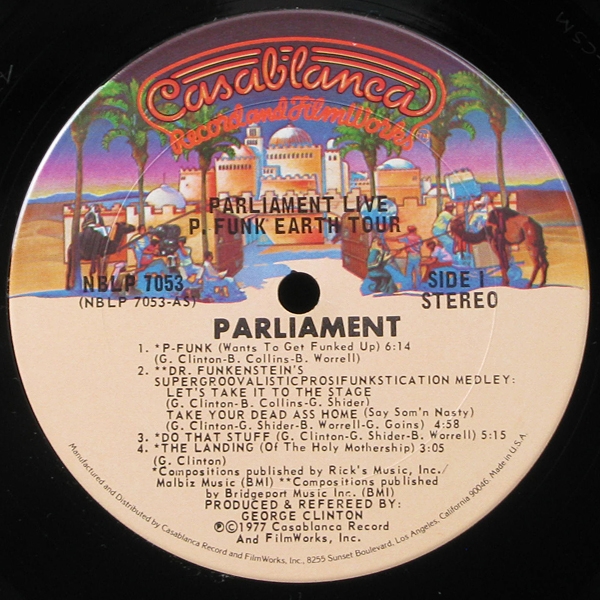 Casablanca
Record and FilmWorks
PARLIAMENT LIVE
P. FUNK EARTH TOUR
NBLP 7053
(NBLP 7053-AS)
SIDE I
STEREO
PARLIAMENT
1. *P-FUNK (Wants To Get Funked Up) 6:14
(G. Clinton-B. Collins-B. Worrell)
2. **DR. FUNKENSTEIN'S
SUPERGROOVALISTICPROSIFUNKSTICATION MEDLEY:
LET'S TAKE IT TO THE STAGE
(G. Clinton-B. Collins-G. Shider)
TAKE YOUR DEAD ASS HOME (Say Som'n Nasty)
(G. Clinton-G. Shider-B. Worrell-G. Goins) 4:58
3. *DO THAT STUFF (G. Clinton-G. Shider-B. Worrell) 5:15
4. *THE LANDING (Of The Holy Mothership) 3:05
(G. Clinton)
*Compositions published by Rick's Music, Inc./
Malbiz Music (BMI) **Compositions published
by Bridgeport Music Inc. (BMI)
PRODUCED & REFEREED BY:
GEORGE CLINTON
Ⓟ©1977 Casablanca Record
And FilmWorks, Inc.
Manufactured and Distributed by Casablanca Record and FilmWorks, Inc., 8255 Sunset Boulevard, Los Angeles, California 90046. Made in U.S.A.